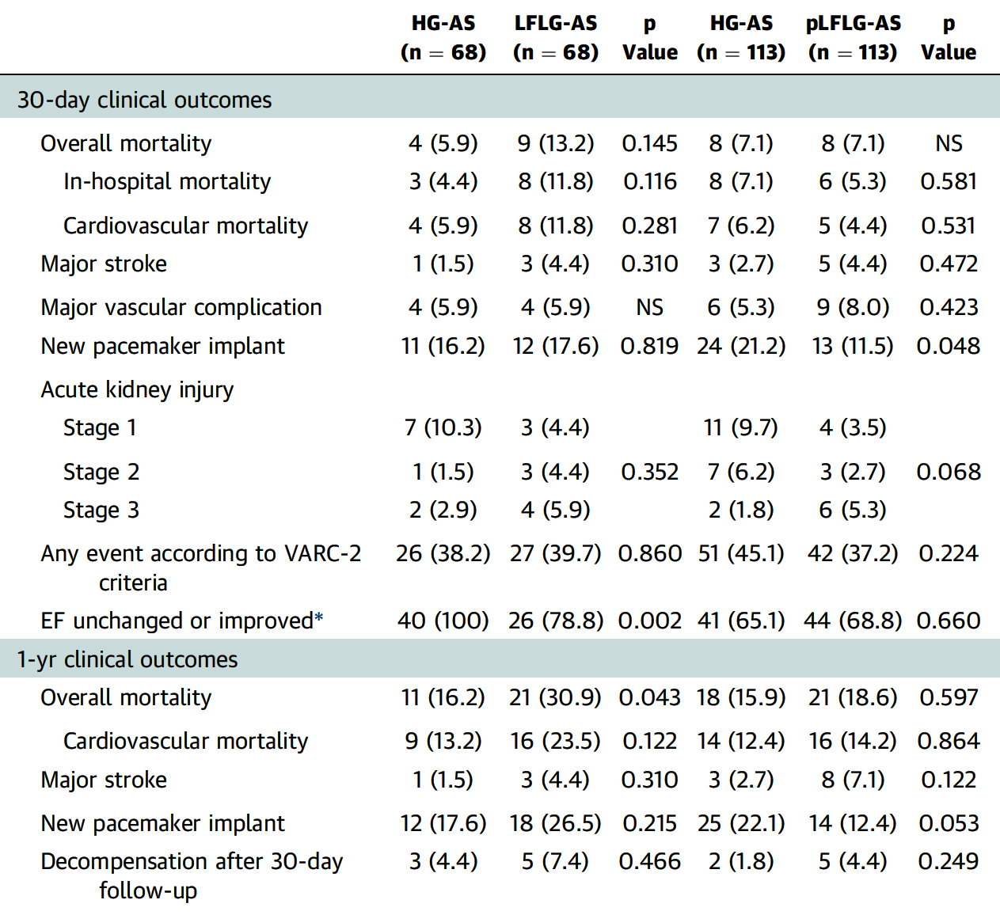 HG-AS LFLG-AS p HG-AS pLFLG-AS p
(n = 68) (n = 68) Value (n = 113) (n = 113) Value
30-day clinical outcomes
Overall mortality 4 (5.9) 9 (13.2) 0.145 8 (7.1) 8 (7.1) NS
In-hospital mortality 3 (4.4) 8 (11.8) 0.116 8 (7.1) 6 (5.3) 0.581
Cardiovascular mortality 4 (5.9) 8 (11.8) 0.281 7 (6.2) 5 (4.4) 0.531
Major stroke 1 (1.5) 3 (4.4) 0.310 3 (2.7) 5 (4.4) 0.472
Major vascular complication 4 (5.9) 4 (5.9) NS 6 (5.3) 9 (8.0) 0.423
New pacemaker implant 11 (16.2) 12 (17.6) 0.819 24 (21.2) 13 (11.5) 0.048
Acute kidney injury
Stage 1 7 (10.3) 3 (4.4) 11 (9.7) 4 (3.5)
Stage 2 1 (1.5) 3 (4.4) 0.352 7 (6.2) 3 (2.7) 0.068
Stage 3 2 (2.9) 4 (5.9) 2 (1.8) 6 (5.3)
Any event according to VARC-2 26 (38.2) 27 (39.7) 0.860 51 (45.1) 42 (37.2) 0.224
criteria
EF unchanged or improved* 40 (100) 26 (78.8) 0.002 41 (65.1) 44 (68.8) 0.660
1-yr clinical outcomes
Overall mortality 11 (16.2) 21 (30.9) 0.043 18 (15.9) 21 (18.6) 0.597
Cardiovascular mortality 9 (13.2) 16 (23.5) 0.122 14 (12.4) 16 (14.2) 0.864
Major stroke 1 (1.5) 3 (4.4) 0.310 3 (2.7) 8 (7.1) 0.122
New pacemaker implant 12 (17.6) 18 (26.5) 0.215 25 (22.1) 14 (12.4) 0.053
Decompensation after 30-day 3 (4.4) 5 (7.4) 0.466 2 (1.8) 5 (4.4) 0.249
follow-up